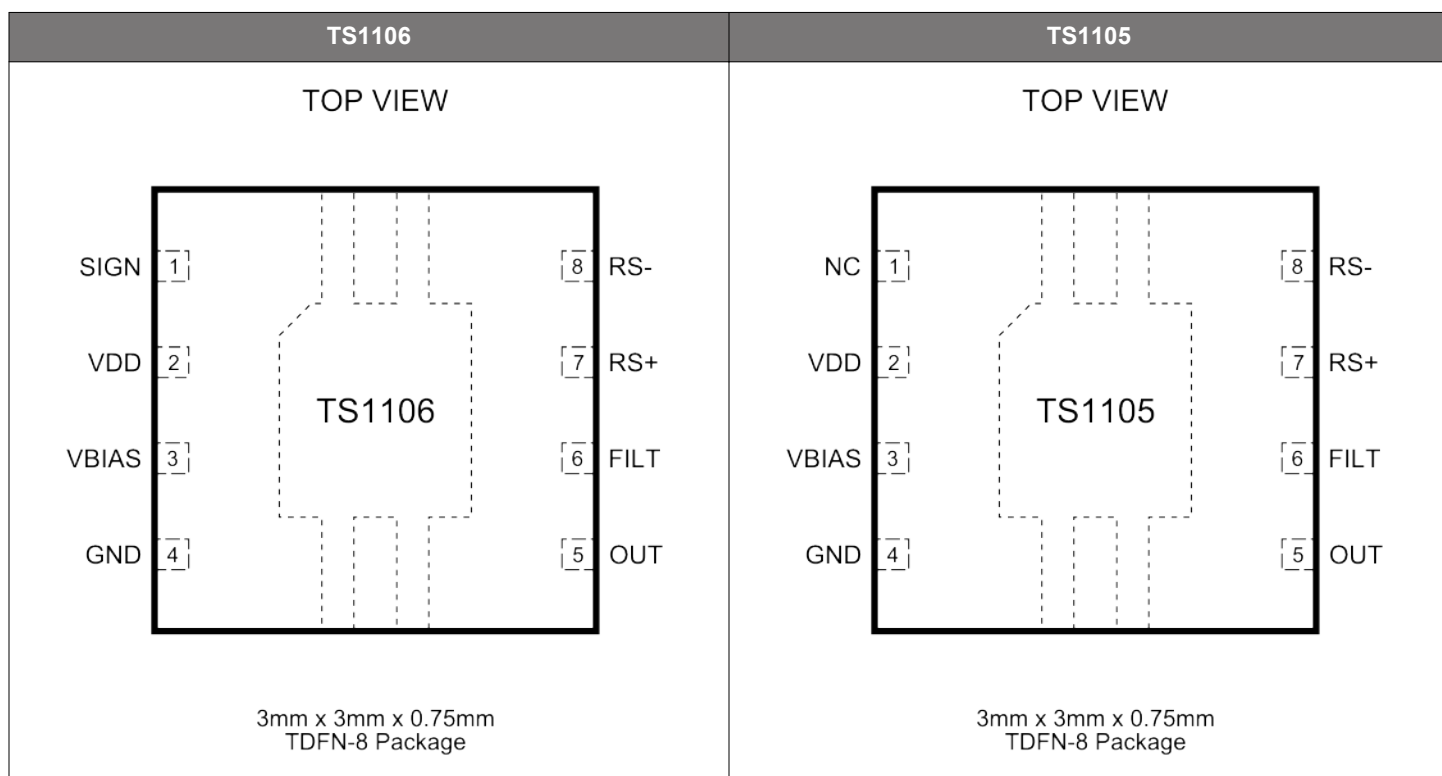 TS1106
TOP VIEW
SIGN 1 8 RS-
VDD 2 7 RS+
TS1106
VBIAS 3 6 FILT
GND 4 5 OUT
3mm x 3mm x 0.75mm
TDFN-8 Package
TS1105
TOP VIEW
NC 1 8 RS-
VDD 2 7 RS+
TS1105
VBIAS 3 6 FILT
GND 4 5 OUT
3mm x 3mm x 0.75mm
TDFN-8 Package